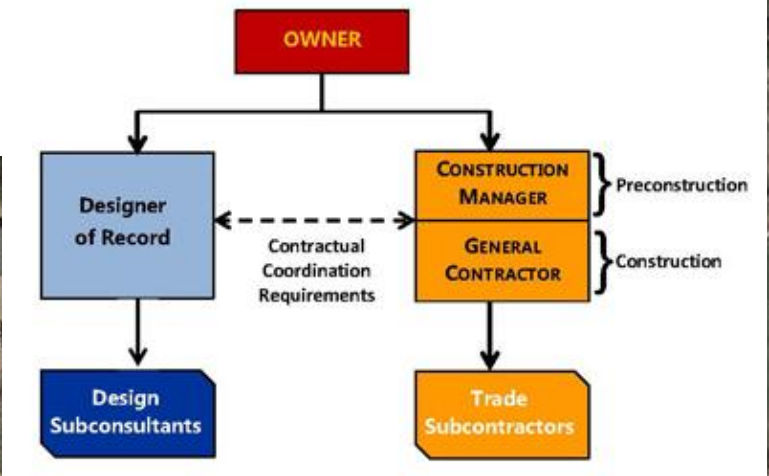 OWNER
Designer
of Record
CONSTRUCTION
MANAGER
Preconstruction
Contractual
Coordination
Requirements
GENERAL
CONTRACTOR
Construction
Design
Subconsultants
Trade
Subcontractors